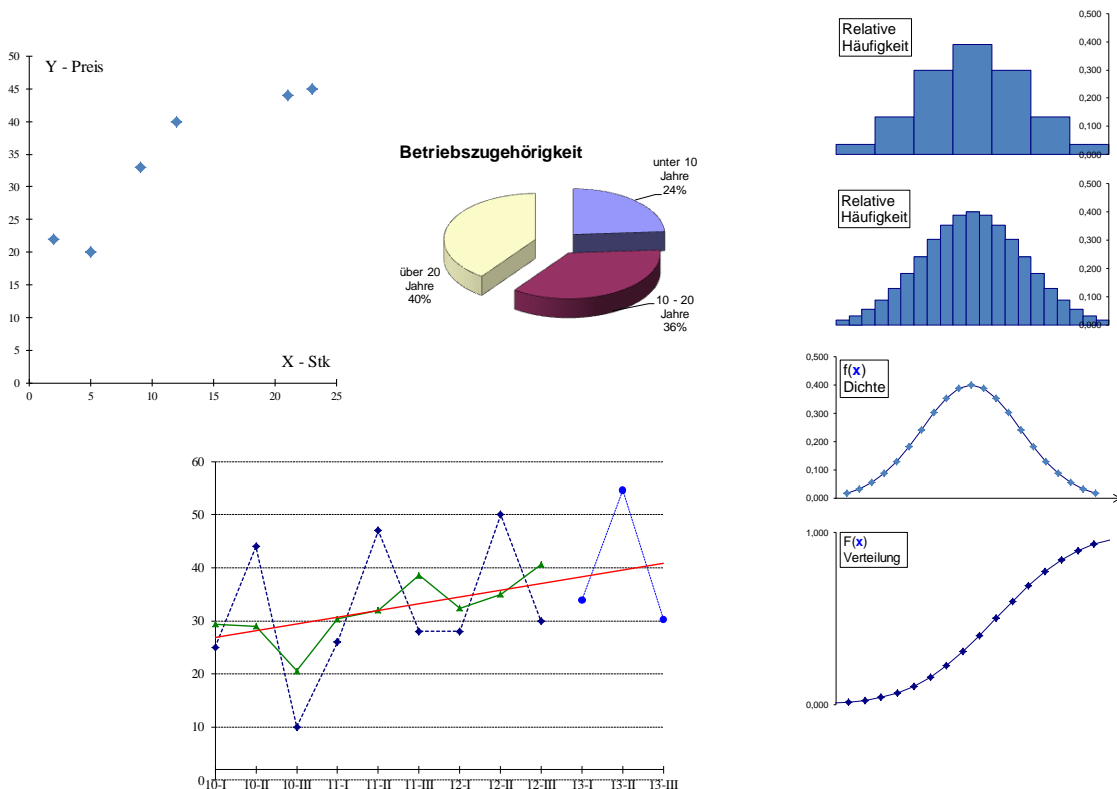 Y - Preis
50
45
40
35
30
25
20
15
10
5
0
0 5 10 15 20 25
X - Stk
Betriebszugehörigkeit
unter 10
Jahre
24%
über 20
Jahre
40%
10 - 20
Jahre
36%
Relative
Häufigkeit
0,500
0,400
0,300
0,200
0,100
0,000
Relative
Häufigkeit
0,500
0,400
0,300
0,200
0,100
0,000
f(x)
Dichte
0,500
0,400
0,300
0,200
0,100
0,000
F(x)
Verteilung
1,000
0,000
60
50
40
30
20
10
0
10-I 10-II 10-III 11-I 11-II 11-III 12-I 12-II 12-III 13-I 13-II 13-III